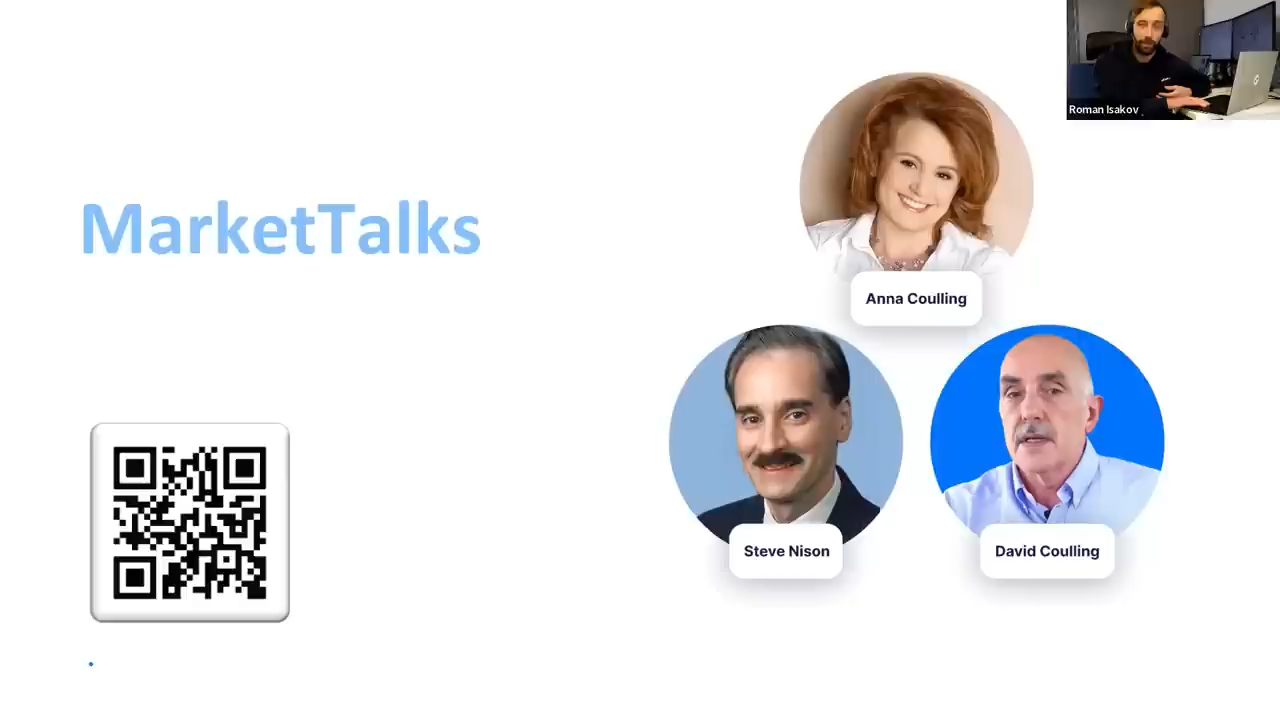 MarketTalks
Roman Isakov
Anna Coulling
Steve Nison
David Coulling